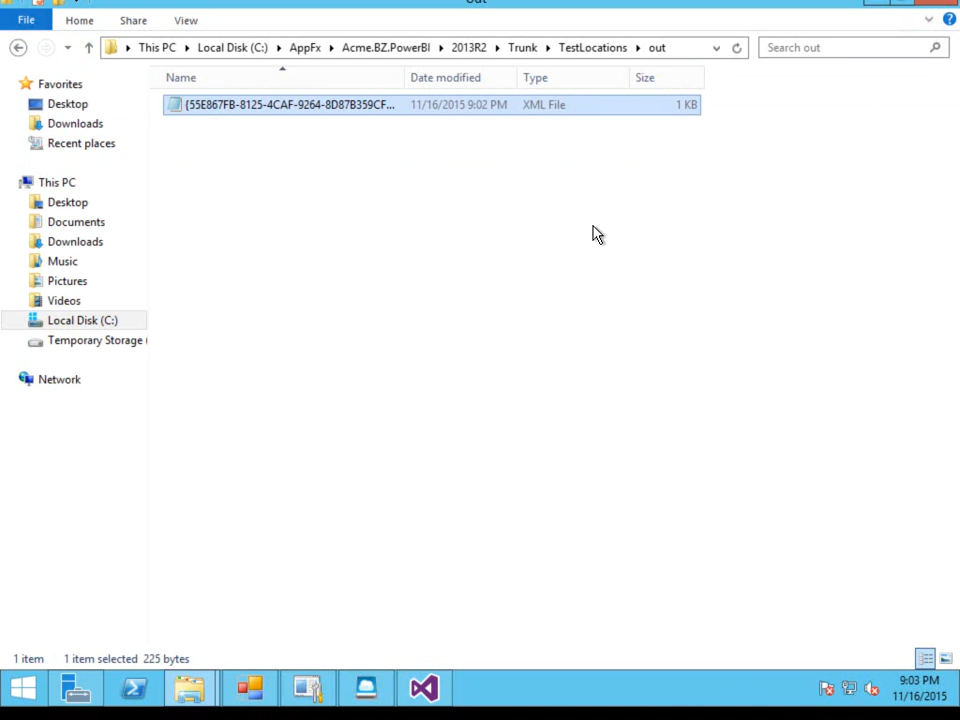 Out
File Home Share View
This PC Local Disk (C:) AppFx Acme.BZ.PowerBI 2013R2 Trunk TestLocations out
Search out
Name Date modified Type Size
{55E867FB-8125-4CAF-9264-8D87B359CF... 11/16/2015 9:02 PM XML File 1 KB
Favorites
Desktop
Downloads
Recent places
This PC
Desktop
Documents
Downloads
Music
Pictures
Videos
Local Disk (C:)
Temporary Storage (
Network
1 item 1 item selected 225 bytes
9:03 PM
11/16/2015